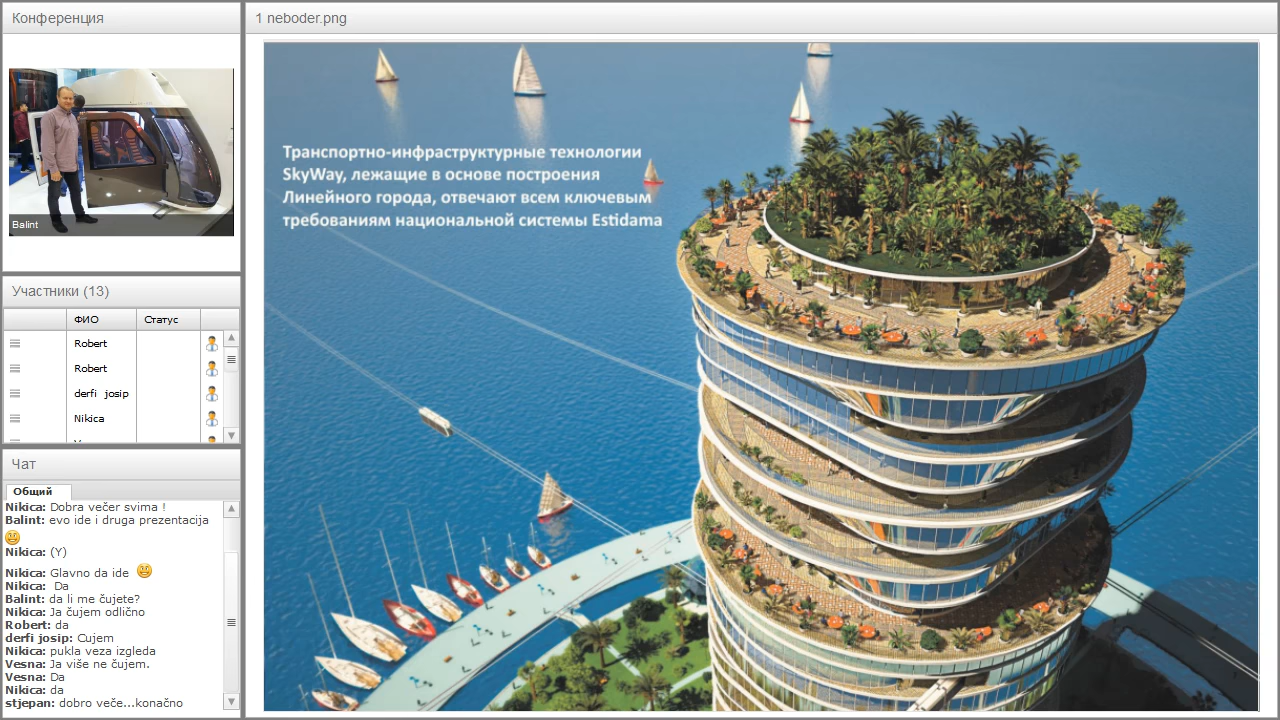 Конференция
Balint
Участники (13)
ФИО Статус
Robert
Robert
derfi josip
Nikica
Чат
Общий
Nikica: Dobra večer svima !
Balint: evo ide i druga prezentacija
Nikica: (Y)
Nikica: Glavno da ide
Nikica: Da
Balint: da li me čujete?
Nikica: Ja čujem odlično
Robert: da
derfi josip: Cujem
Nikica: pukla veza izgleda
Vesna: Ja više ne čujem.
Vesna: Da
Nikica: da
stjepan: dobro vece...konačno
1 neboder.png
Транспортно-инфраструктурные технологии
SkyWay, лежащие в основе построения
Линейного города, отвечают всем ключевым
требованиям национальной системы Estidama